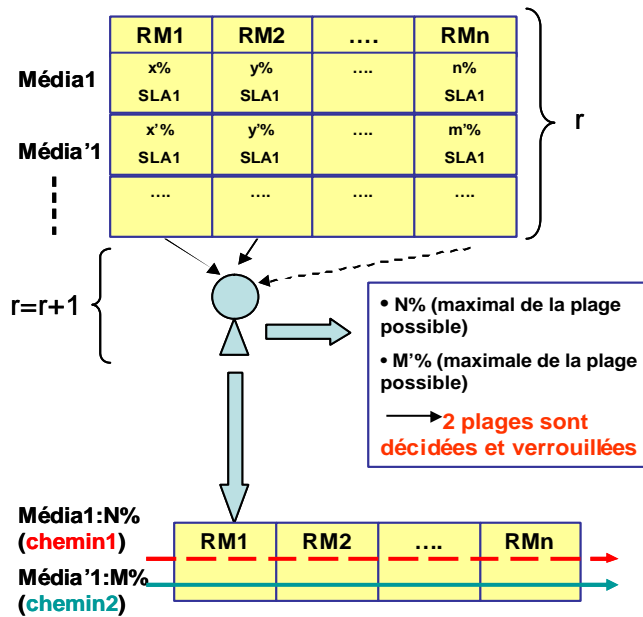 RM1 RM2 …. RMn
Média1
x% y% …. n%
SLA1 SLA1 SLA1
Média’1
x’% y’% …. m’%
SLA1 SLA1 SLA1
…. …. …. ….
r
r=r+1
• N% (maximal de la plage
possible)
• M’% (maximale de la plage
possible)
2 plages sont
décidées et verrouillées
Média1:N%
(chemin1)
Média’1:M%
(chemin2)
RM1 RM2 …. RMn